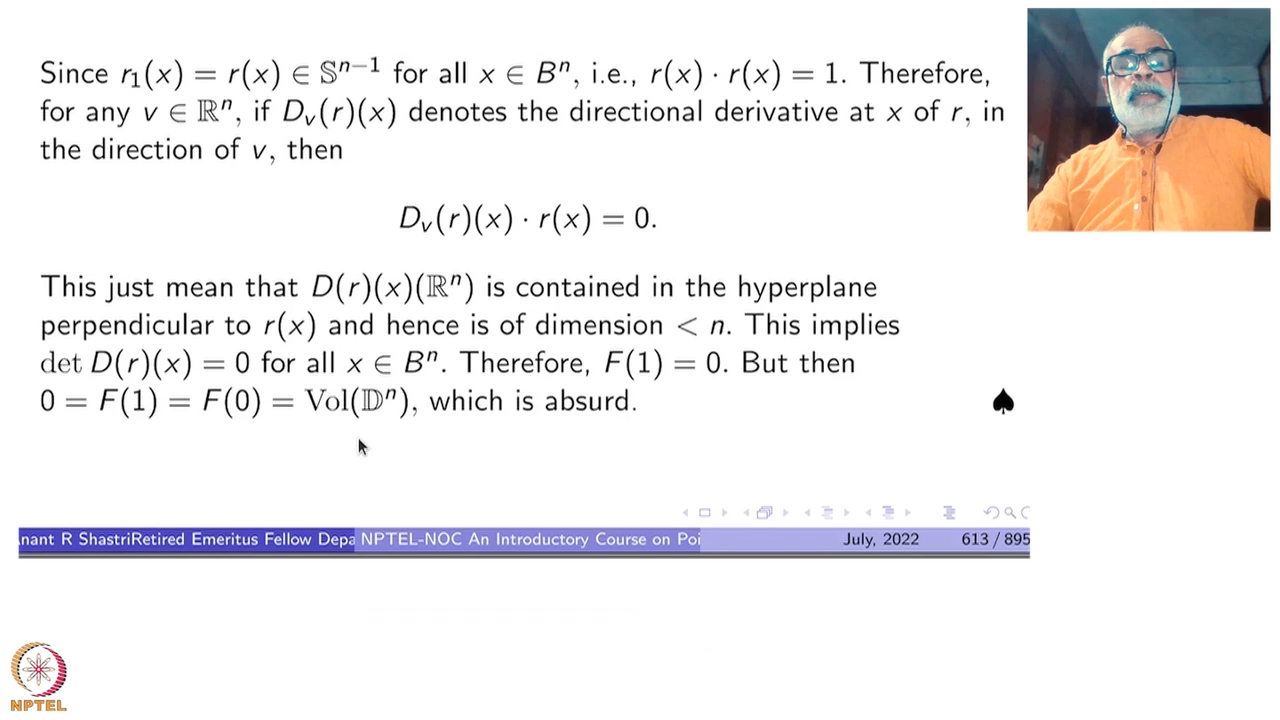 Since r₁(x) = r(x) ∈ 𝕊ⁿ⁻¹ for all x ∈ Bⁿ, i.e., r(x) · r(x) = 1. Therefore,
for any v ∈ ℝⁿ, if Dᵥ(r)(x) denotes the directional derivative at x of r, in
the direction of v, then
Dᵥ(r)(x) · r(x) = 0.
This just mean that D(r)(x)(ℝⁿ) is contained in the hyperplane
perpendicular to r(x) and hence is of dimension < n. This implies
det D(r)(x) = 0 for all x ∈ Bⁿ. Therefore, F(1) = 0. But then
0 = F(1) = F(0) = Vol(𝔻ⁿ), which is absurd. ♠
nant R ShastriRetired Emeritus Fellow Depa NPTEL-NOC An Introductory Course on Poi July, 2022 613 / 895
NPTEL